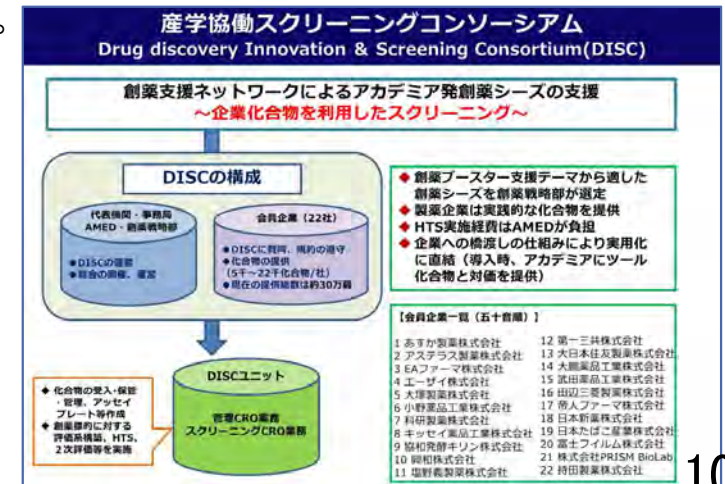 。
産学協働スクリーニングコンソーシアム
Drug discovery Innovation & Screening Consortium(DISC)
創薬支援ネットワークによるアカデミア発創薬シーズの支援
～企業化合物を利用したスクリーニング～
DISCの構成
代表機関・事務局
AMED・創薬戦略部
●DISCの運営
●総会の開催、運営
会員企業（22社）
●DISCに賛同、規約の遵守
●化合物の提供
（5千～22千化合物/社）
●現在の提供総数は約30万個
◆ 創薬ブースター支援テーマから適した
創薬シーズを創薬戦略部が選定
◆ 製薬企業は実践的な化合物を提供
◆ HTS実施経費はAMEDが負担
◆ 企業への橋渡しの仕組みにより実用化
に直結（導入時、アカデミアにツール
化合物と対価を提供）
◆ 化合物の受入・保管
・管理、アッセイ
プレート等作成
◆ 創薬標的に対する
評価系構築、HTS、
2次評価等を実施
DISCユニット
管理CRO業務
スクリーニングCRO業務
【会員企業一覧（五十音順）】
1 あすか製薬株式会社
2 アステラス製薬株式会社
3 EAファーマ株式会社
4 エーザイ株式会社
5 大塚製薬株式会社
6 小野薬品工業株式会社
7 科研製薬株式会社
8 キッセイ薬品工業株式会社
9 協和発酵キリン株式会社
10 興和株式会社
11 塩野義製薬株式会社
12 第一三共株式会社
13 大日本住友製薬株式会社
14 大鵬薬品工業株式会社
15 武田薬品工業株式会社
16 田辺三菱製薬株式会社
17 帝人ファーマ株式会社
18 日本新薬株式会社
19 日本たばこ産業株式会社
20 富士フイルム株式会社
21 株式会社PRISM BioLab
22 持田製薬株式会社
10